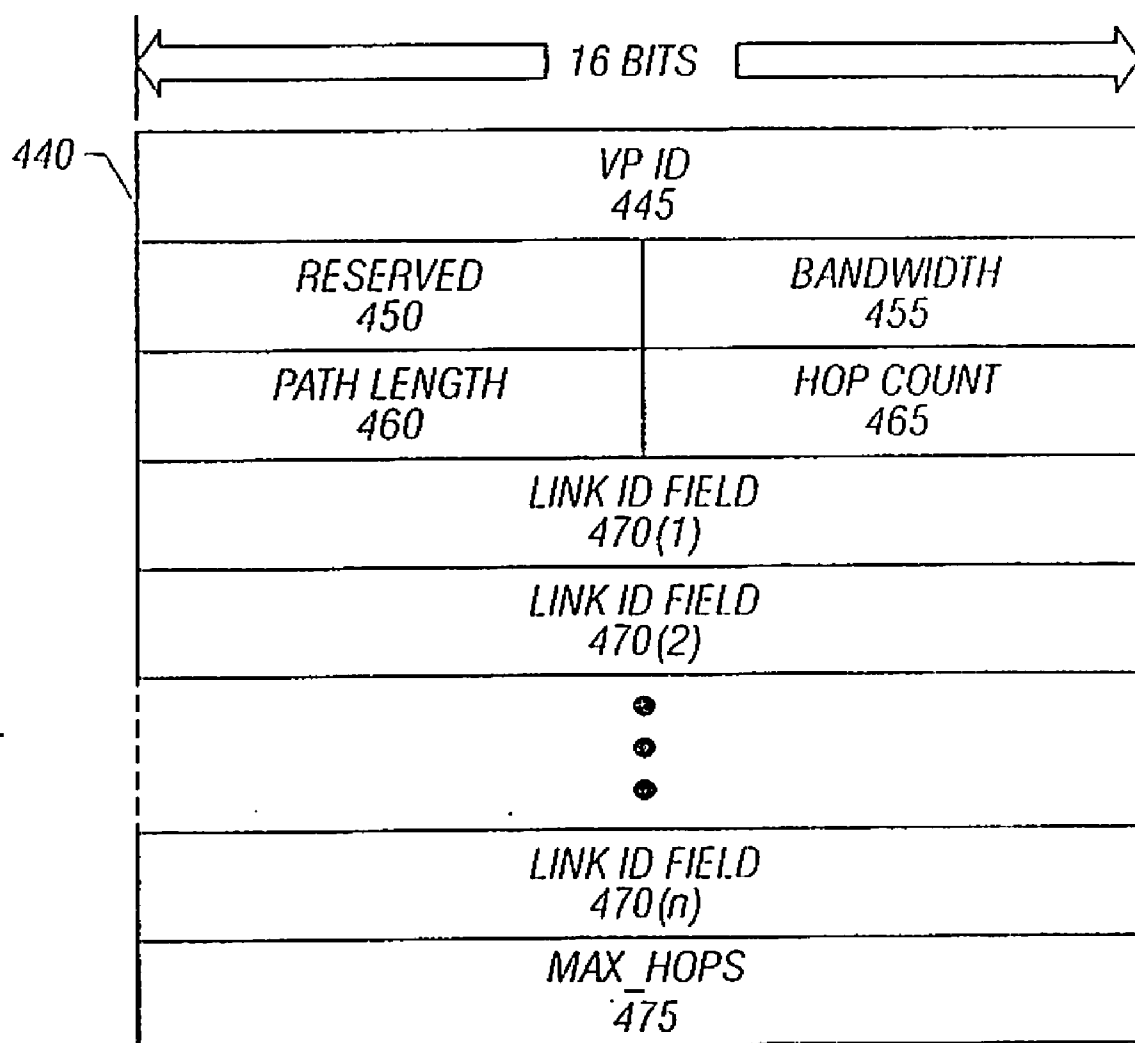 16 BITS
440
VP ID
445
RESERVED
450
BANDWIDTH
455
PATH LENGTH
460
HOP COUNT
465
LINK ID FIELD
470(1)
LINK ID FIELD
470(2)
LINK ID FIELD
470(n)
MAX_HOPS
475